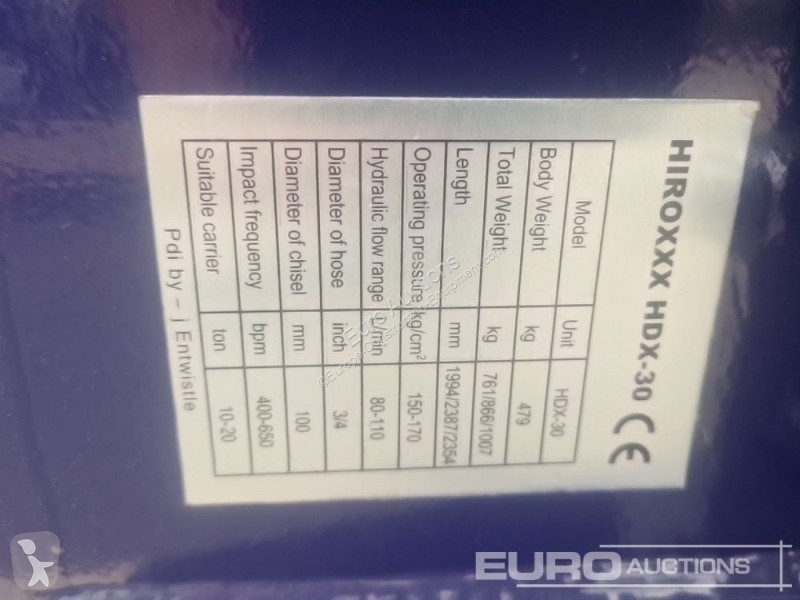 HIROXXX HDX-30 CE
Model Unit HDX-30
Body Weight kg 479
Total Weight kg 761/866/1007
Length mm 1994/2387/2354
Operating pressure kg/cm² 150-170
Hydraulic flow range l/min 80-110
Diameter of hose inch 3/4
Diameter of chisel mm 100
Impact frequency bpm 400-650
Suitable carrier ton 10-20
Pdi by – j Entwistle
EURO AUCTIONS
EURO
AUCTIONS